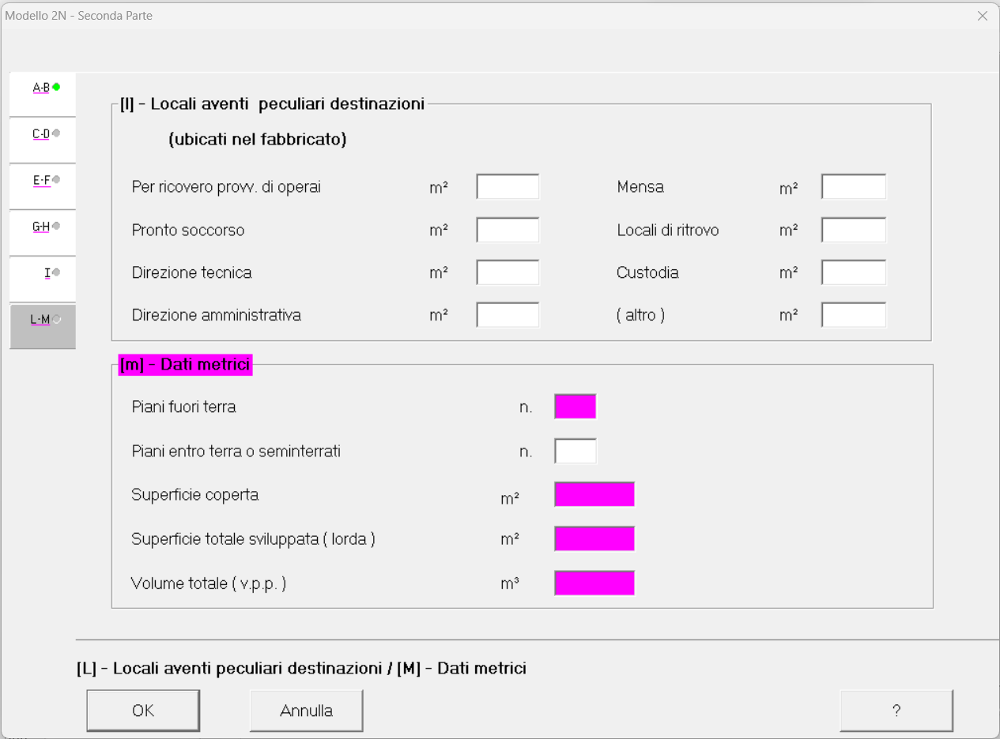 Modello 2N - Seconda Parte
A-B
C-D
E-F
G-H
I
L-M
[l] - Locali aventi peculiari destinazioni
(ubicati nel fabbricato)
Per ricovero provv. di operai m² Mensa m²
Pronto soccorso m² Locali di ritrovo m²
Direzione tecnica m² Custodia m²
Direzione amministrativa m² ( altro ) m²
[m] - Dati metrici
Piani fuori terra n.
Piani entro terra o seminterrati n.
Superficie coperta m²
Superficie totale sviluppata ( lorda ) m²
Volume totale ( v.p.p. ) m³
[L] - Locali aventi peculiari destinazioni / [M] - Dati metrici
OK Annulla ?